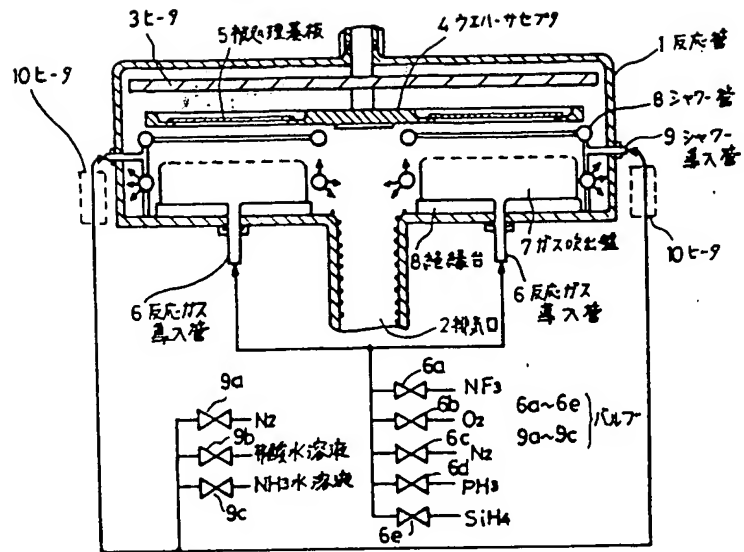 3ヒータ
5被処理基板
4ウエハーサセプタ
1反応管
10ヒータ
8シャワー管
9 シャワー
導入管
7ガス吹出盤
8絶縁台
10ヒータ
6反応ガス
導入管
6反応ガス
導入管
2排気口
9a
N2
9b
弗酸水溶液
NH3水溶液
9c
6a
NF3
6b
O2
6c
N2
6d
PH3
SiH4
6e
6a~6e
9a~9c
バルブ